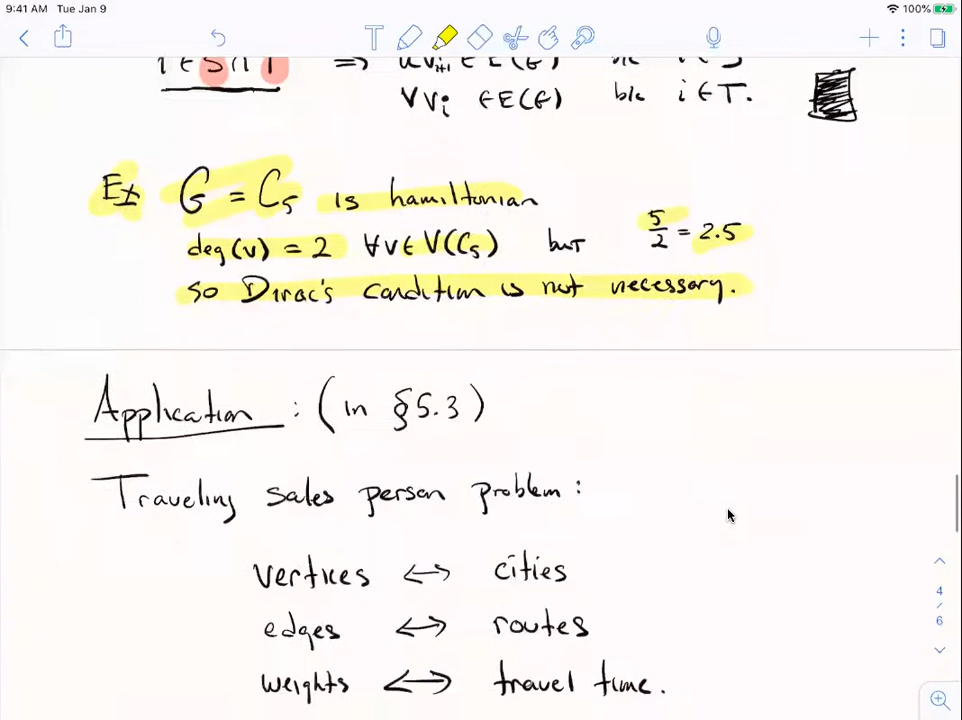 9:41 AM Tue Jan 9
100%
∀ v vᵢ ∈ E(G) b/c i ∈ T.
Ex G = C₅ is hamiltonian
deg(v) = 2 ∀v ∈ V(C₅) but 5/2 = 2.5
so Dirac's condition is not necessary.
Application : (in §5.3)
Traveling sales person problem :
vertices ↔ cities
edges ↔ routes
weights ↔ travel time.
4
/
6